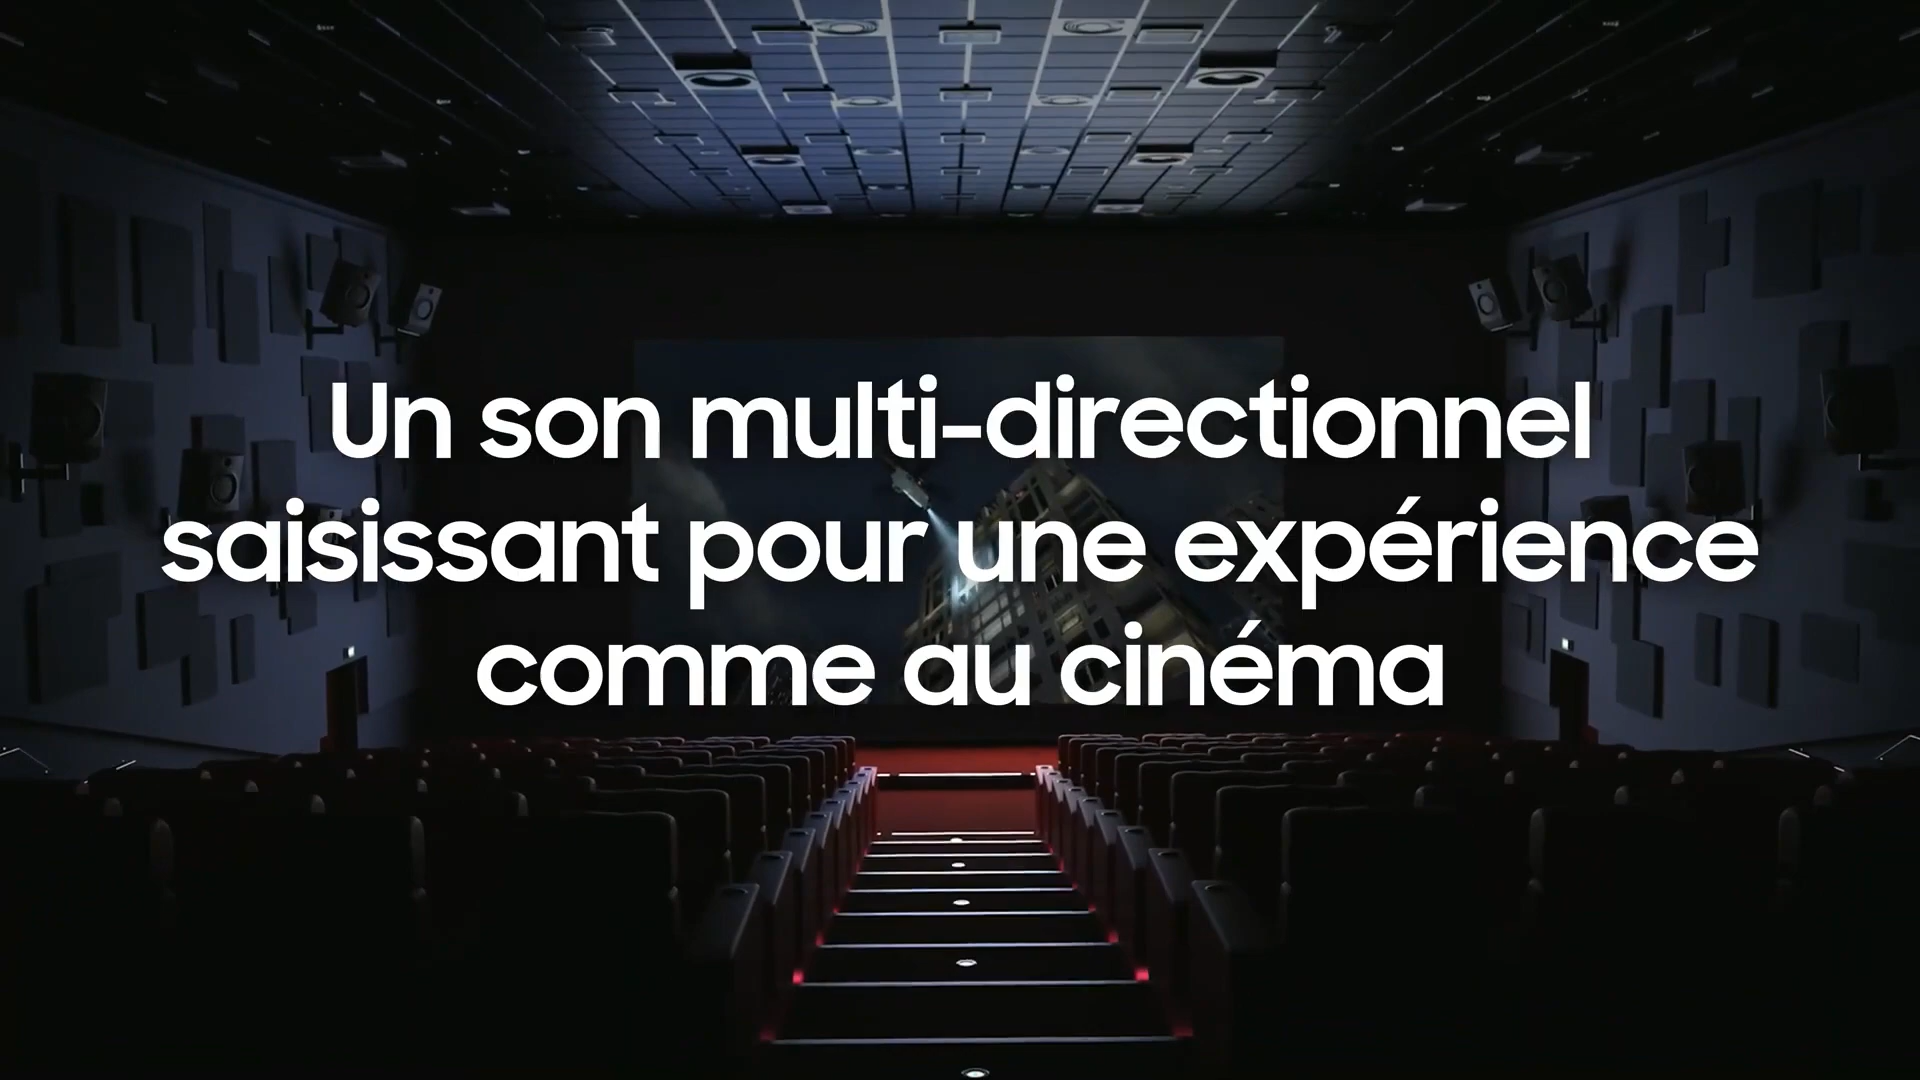 Un son multi-directionnel
saisissant pour une expérience
comme au cinéma